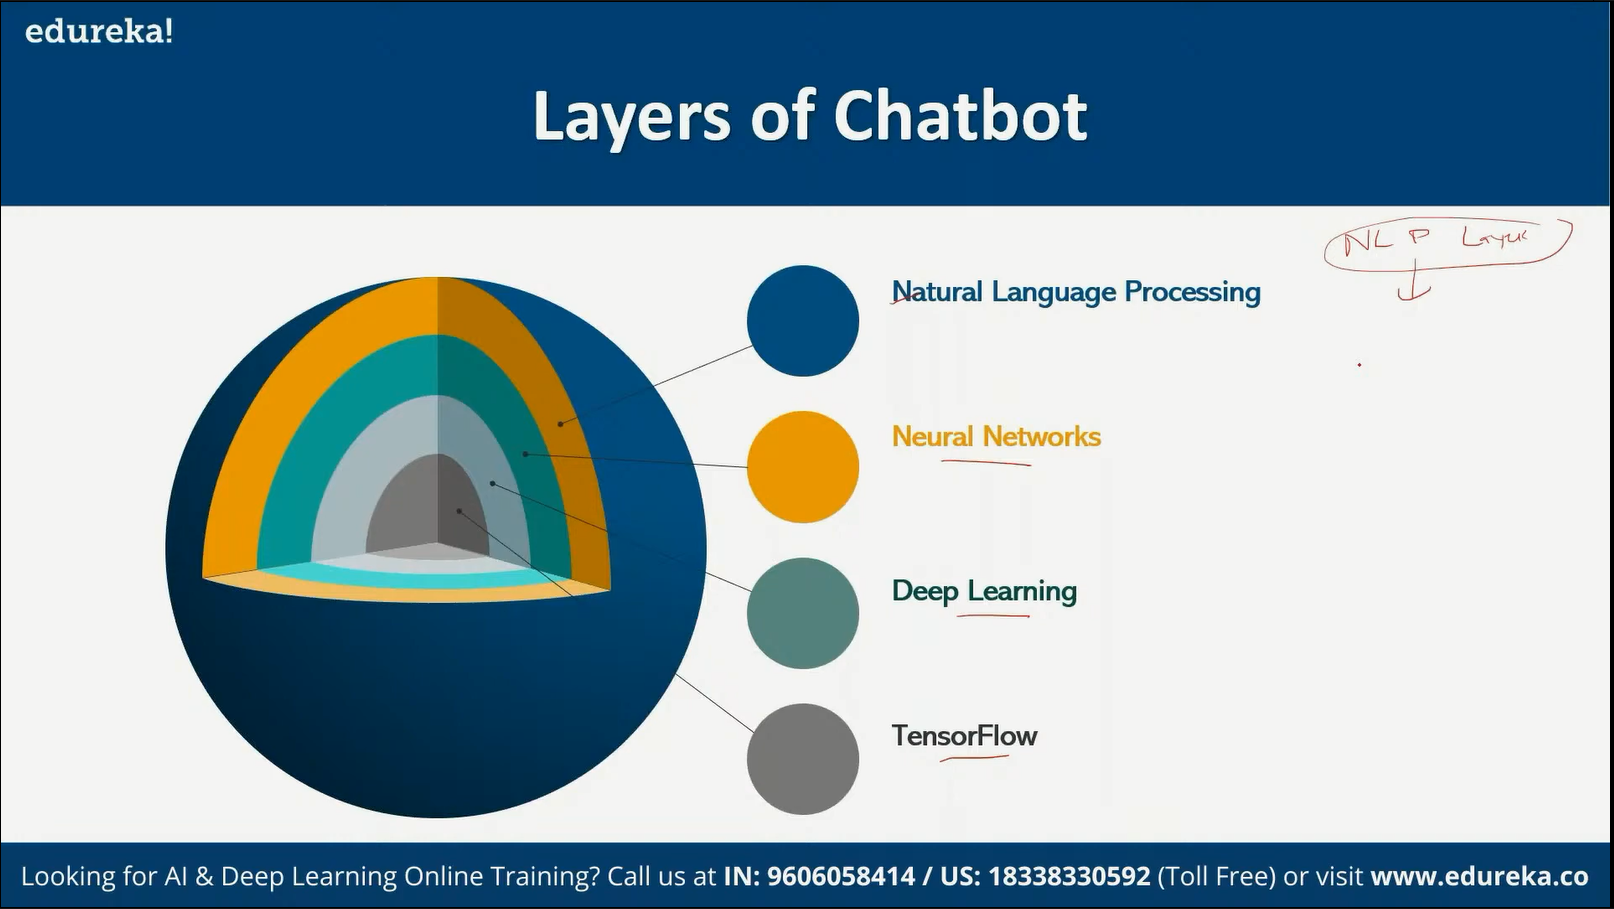 edureka!
Layers of Chatbot
NLP Layer
Natural Language Processing
Neural Networks
Deep Learning
TensorFlow
Looking for AI & Deep Learning Online Training? Call us at IN: 9606058414 / US: 18338330592 (Toll Free) or visit www.edureka.co